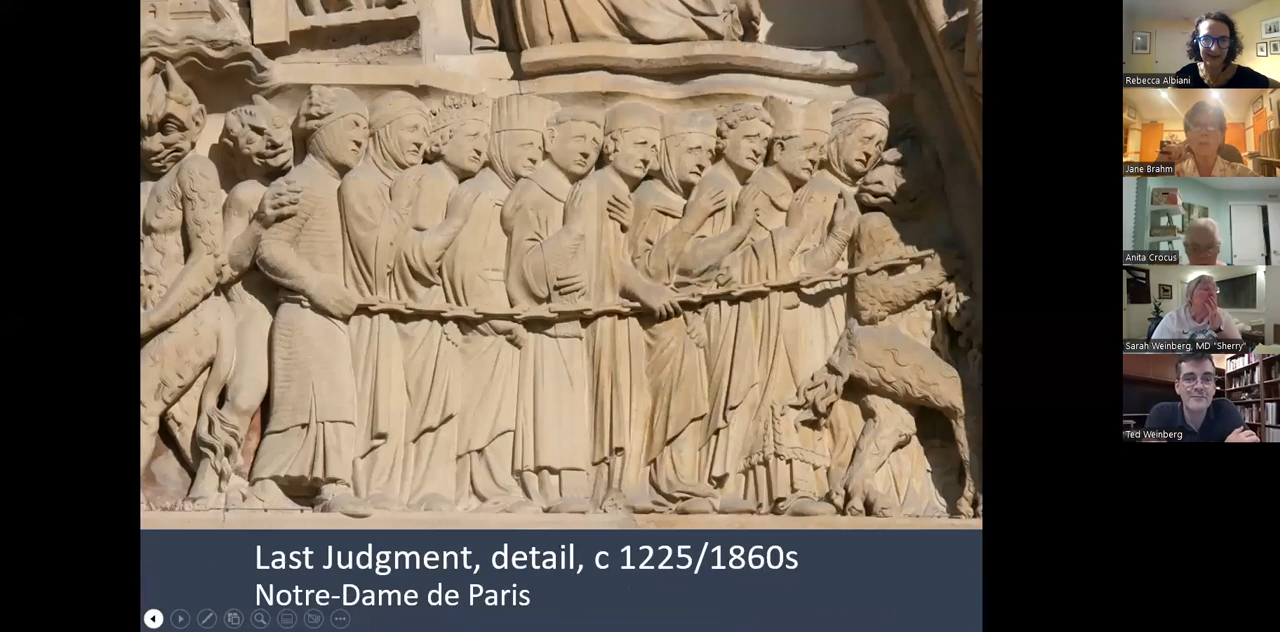 Rebecca Albiani
Jane Brahm
Anita Crocus
Sarah Weinberg, MD "Sherry"
Ted Weinberg
Last Judgment, detail, c 1225/1860s
Notre-Dame de Paris